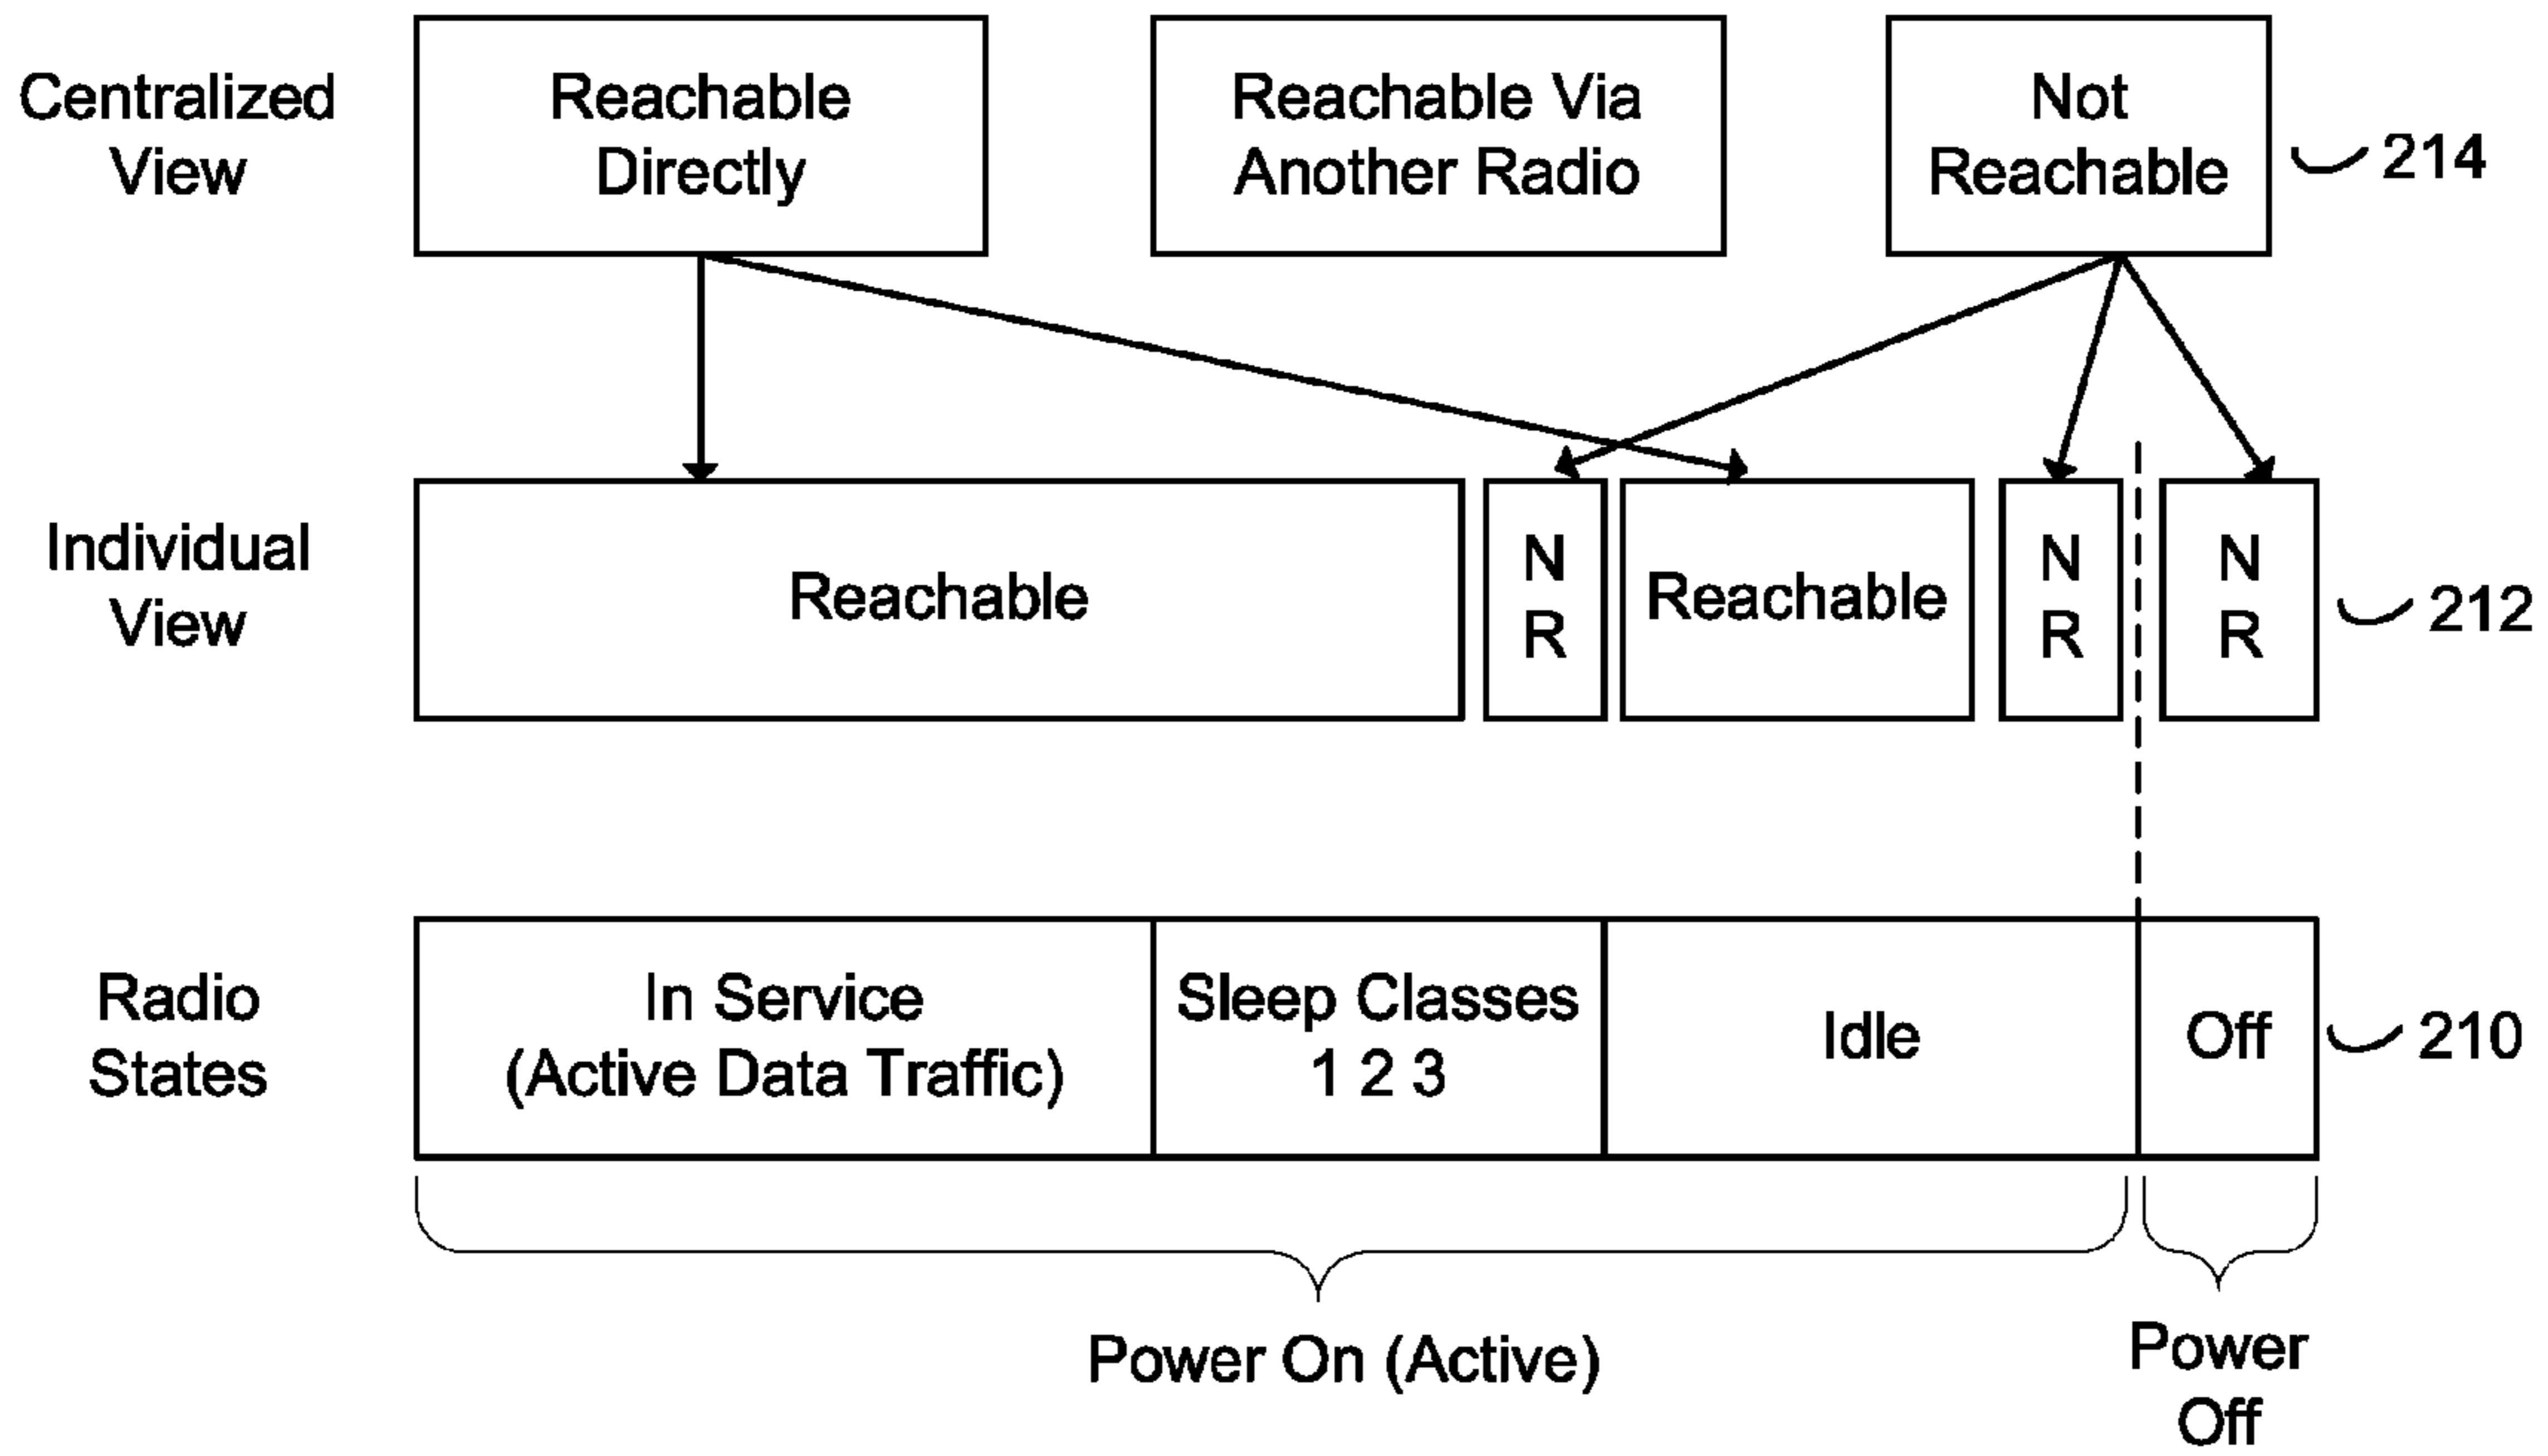 Centralized
View
Reachable
Directly
Reachable Via
Another Radio
Not
Reachable
214
Individual
View
Reachable
N
R
Reachable
N
R
N
R
212
Radio
States
In Service
(Active Data Traffic)
Sleep Classes
1 2 3
Idle
Off
210
Power On (Active)
Power
Off